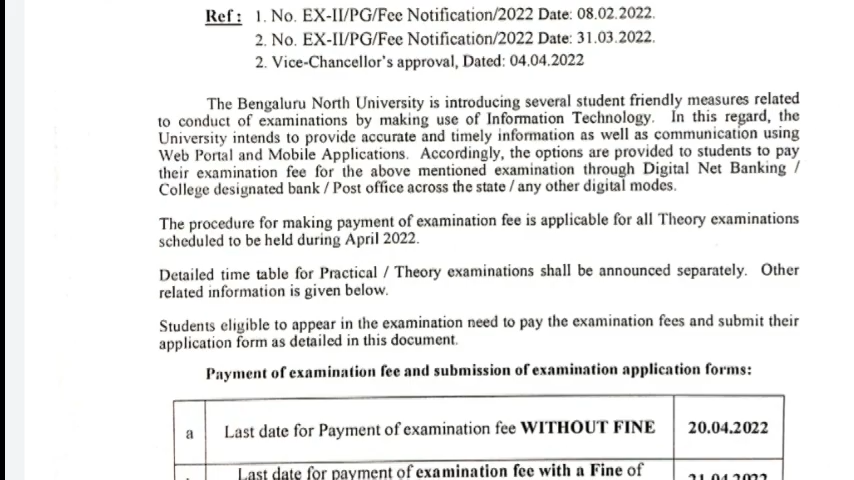 Ref: 1. No. EX-II/PG/Fee Notification/2022 Date: 08.02.2022.
2. No. EX-II/PG/Fee Notification/2022 Date: 31.03.2022.
2. Vice-Chancellor's approval, Dated: 04.04.2022
The Bengaluru North University is introducing several student friendly measures related
to conduct of examinations by making use of Information Technology. In this regard, the
University intends to provide accurate and timely information as well as communication using
Web Portal and Mobile Applications. Accordingly, the options are provided to students to pay
their examination fee for the above mentioned examination through Digital Net Banking /
College designated bank / Post office across the state / any other digital modes.
The procedure for making payment of examination fee is applicable for all Theory examinations
scheduled to be held during April 2022.
Detailed time table for Practical / Theory examinations shall be announced separately. Other
related information is given below.
Students eligible to appear in the examination need to pay the examination fees and submit their
application form as detailed in this document.
Payment of examination fee and submission of examination application forms:
a Last date for Payment of examination fee WITHOUT FINE 20.04.2022
Last date for payment of examination fee with a Fine of 21.04.2022